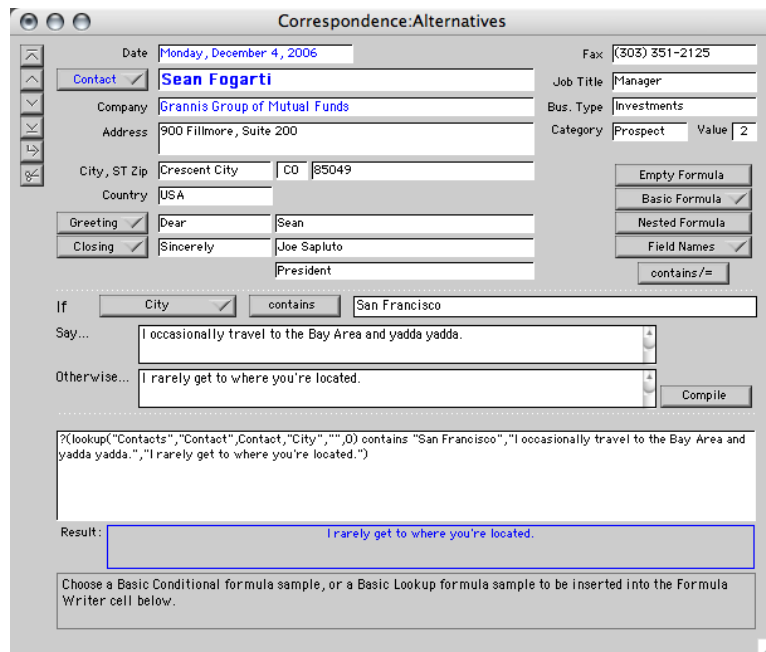 Correspondence:Alternatives
Date Monday, December 4, 2006 Fax (303) 351-2125
Contact Sean Fogarti Job Title Manager
Company Grannis Group of Mutual Funds Bus. Type Investments
Address 900 Fillmore, Suite 200 Category Prospect Value 2
City, ST Zip Crescent City CO 85049 Empty Formula
Country USA Basic Formula
Greeting Dear Sean Nested Formula
Closing Sincerely Joe Sapluto Field Names
President contains/=
If City contains San Francisco
Say... I occasionally travel to the Bay Area and yadda yadda.
Otherwise... I rarely get to where you're located.
Compile
?(lookup("Contacts","Contact",Contact,"City","",0) contains "San Francisco","I occasionally travel to the Bay Area and
yadda yadda.","I rarely get to where you're located.")
Result: I rarely get to where you're located.
Choose a Basic Conditional formula sample, or a Basic Lookup formula sample to be inserted into the Formula
Writer cell below.